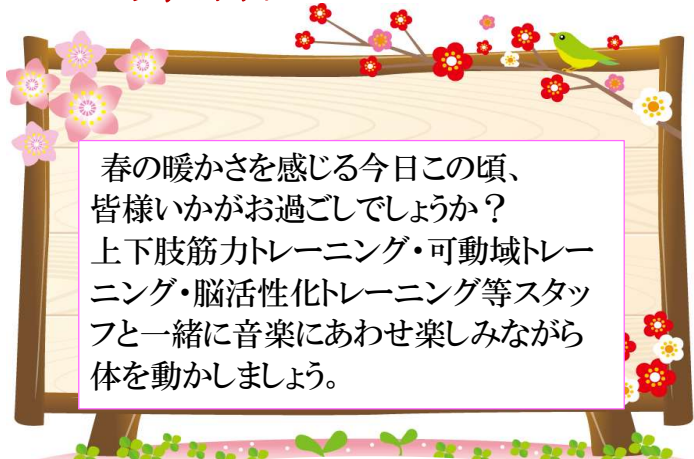 春の暖かさを感じる今日この頃、
皆様いかがお過ごしでしょうか?
上下肢筋力トレーニング・可動域トレー
ニング・脳活性化トレーニング等スタッ
フと一緒に音楽にあわせ楽しみながら
体を動かしましょう。